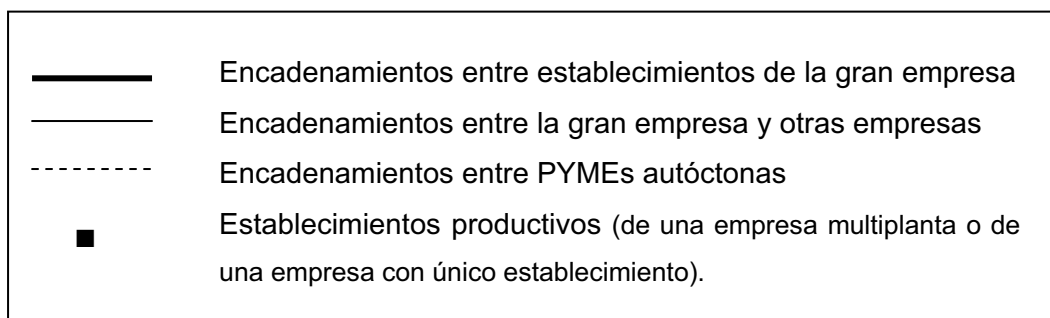 Encadenamientos entre establecimientos de la gran empresa
Encadenamientos entre la gran empresa y otras empresas
Encadenamientos entre PYMEs autóctonas
Establecimientos productivos (de una empresa multiplanta o de
una empresa con único establecimiento).